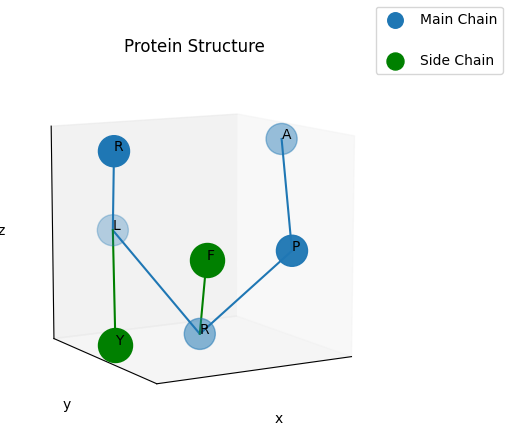 Main Chain
Side Chain
Protein Structure
R
A
L
F
P
R
Y
z
y
x